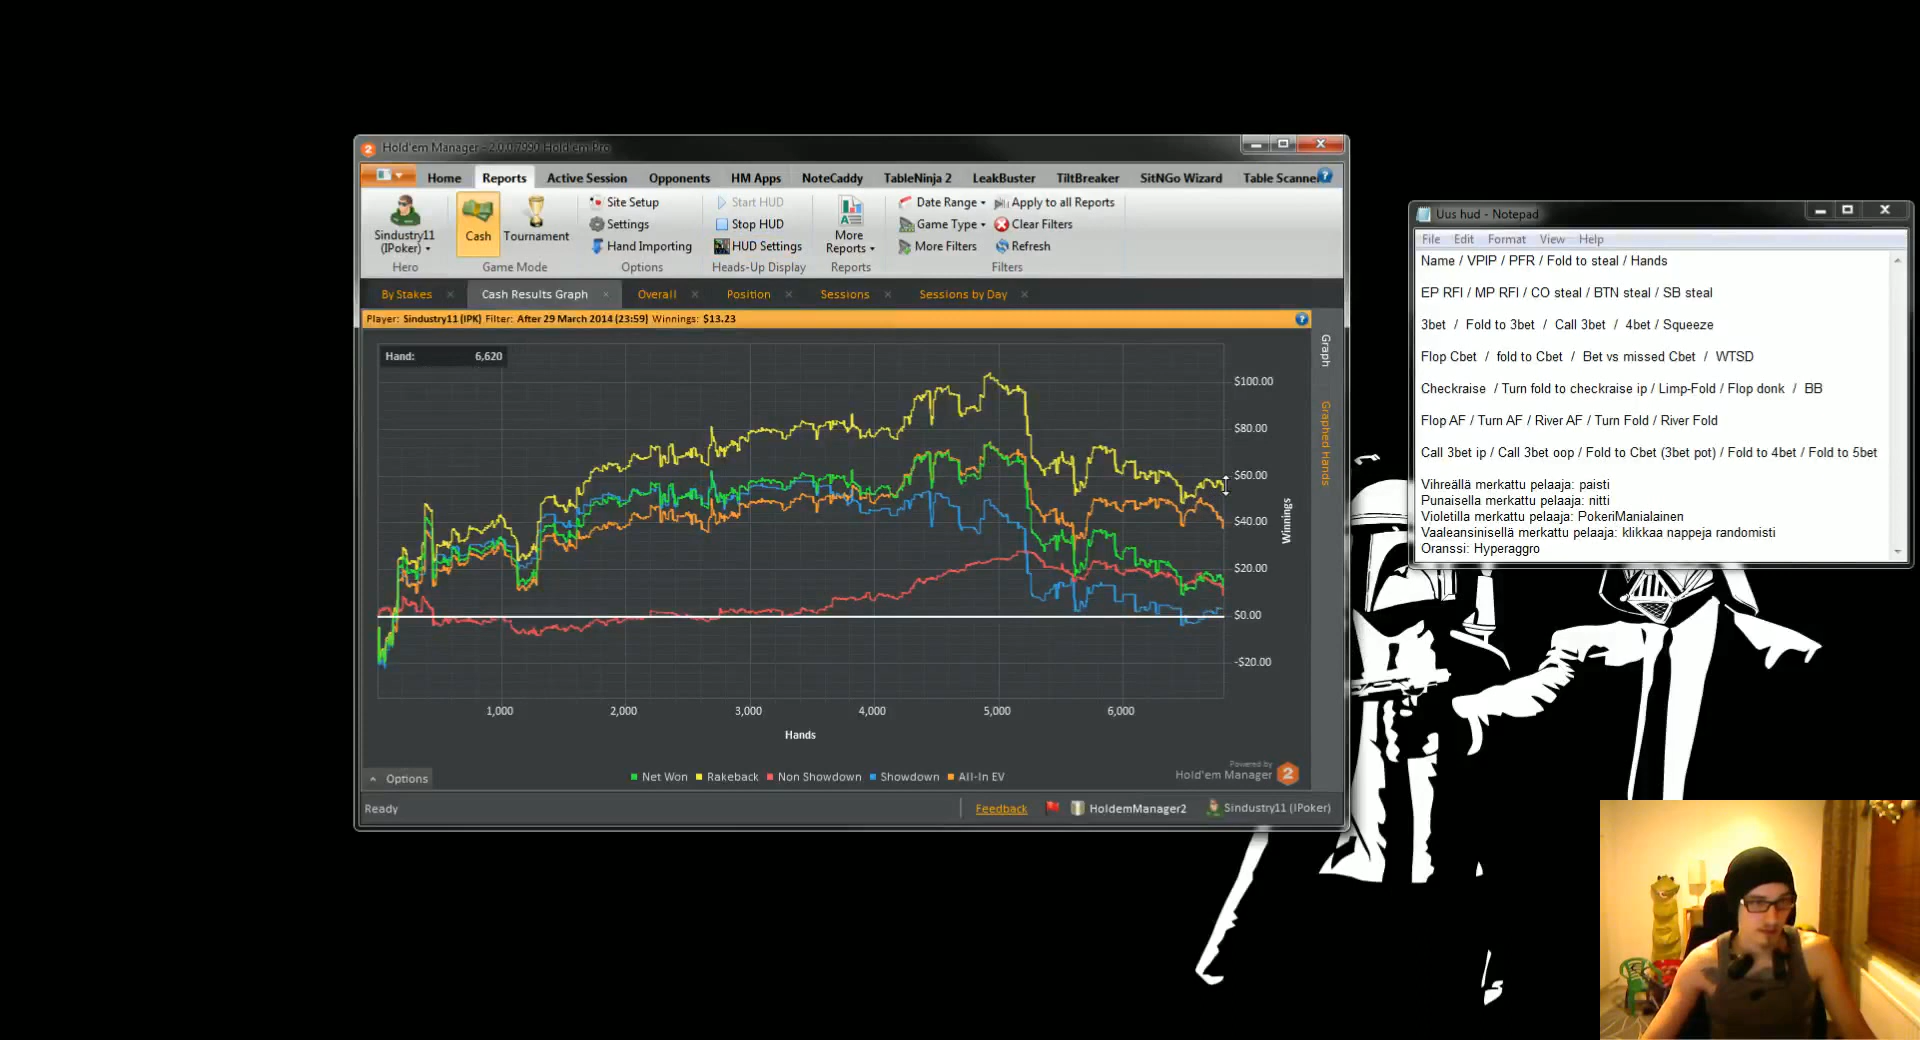 Hold'em Manager - 2.0.0.7990 Hold'em Pro
Home Reports Active Session Opponents HM Apps NoteCaddy TableNinja 2 LeakBuster TiltBreaker SitNGo Wizard Table Scanne
Sindustry11
(IPoker)
Hero
Cash
Tournament
Game Mode
Site Setup
Settings
Hand Importing
Options
Start HUD
Stop HUD
HUD Settings
Heads-Up Display
More
Reports
Reports
Date Range
Game Type
More Filters
Apply to all Reports
Clear Filters
Refresh
Filters
By Stakes Cash Results Graph Overall Position Sessions Sessions by Day
Player: Sindustry11 (IPK) Filter: After 29 March 2014 (23:59) Winnings: $13.23
Hand: 6,620
Graph
Graphed Hands
$100.00
$80.00
$60.00
$40.00
$20.00
$0.00
-$20.00
Winnings
1,000 2,000 3,000 4,000 5,000 6,000
Hands
Net Won Rakeback Non Showdown Showdown All-In EV
Powered by
Hold'em Manager 2
Options
Ready
Feedback
HoldemManager2
Sindustry11 (IPoker)
Uus hud - Notepad
File Edit Format View Help
Name / VPIP / PFR / Fold to steal / Hands
EP RFI / MP RFI / CO steal / BTN steal / SB steal
3bet / Fold to 3bet / Call 3bet / 4bet / Squeeze
Flop Cbet / fold to Cbet / Bet vs missed Cbet / WTSD
Checkraise / Turn fold to checkraise ip / Limp-Fold / Flop donk / BB
Flop AF / Turn AF / River AF / Turn Fold / River Fold
Call 3bet ip / Call 3bet oop / Fold to Cbet (3bet pot) / Fold to 4bet / Fold to 5bet
Vihreällä merkattu pelaaja: paisti
Punaisella merkattu pelaaja: nitti
Violetilla merkattu pelaaja: PokeriManialainen
Vaaleansinisellä merkattu pelaaja: klikkaa nappeja randomisti
Oranssi: Hyperaggro